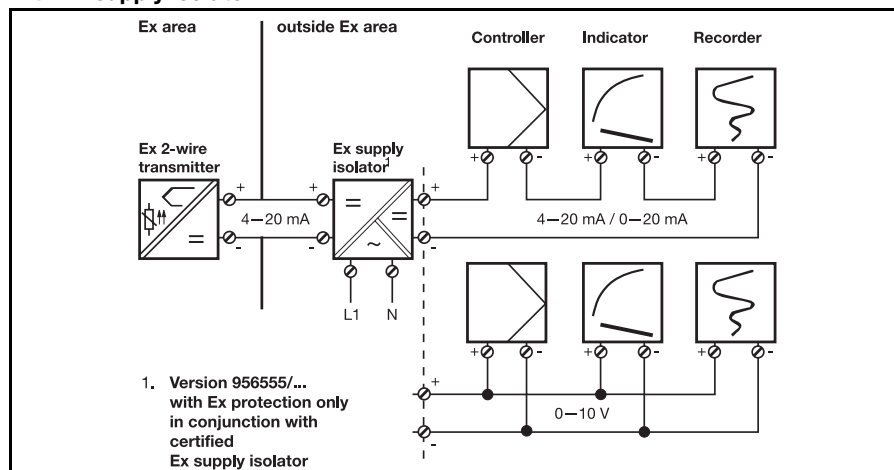 Ex area
outside Ex area
Controller
Indicator
Recorder
Ex 2-wire
transmitter
Ex supply
isolator1
+ - + - + -
+ + +
4–20 mA
4–20 mA / 0–20 mA
- - -
=
=
=
~
L1 N
+ - + - + -
+
0–10 V
-
1. Version 956555/...
with Ex protection only
in conjunction with
certified
Ex supply isolator